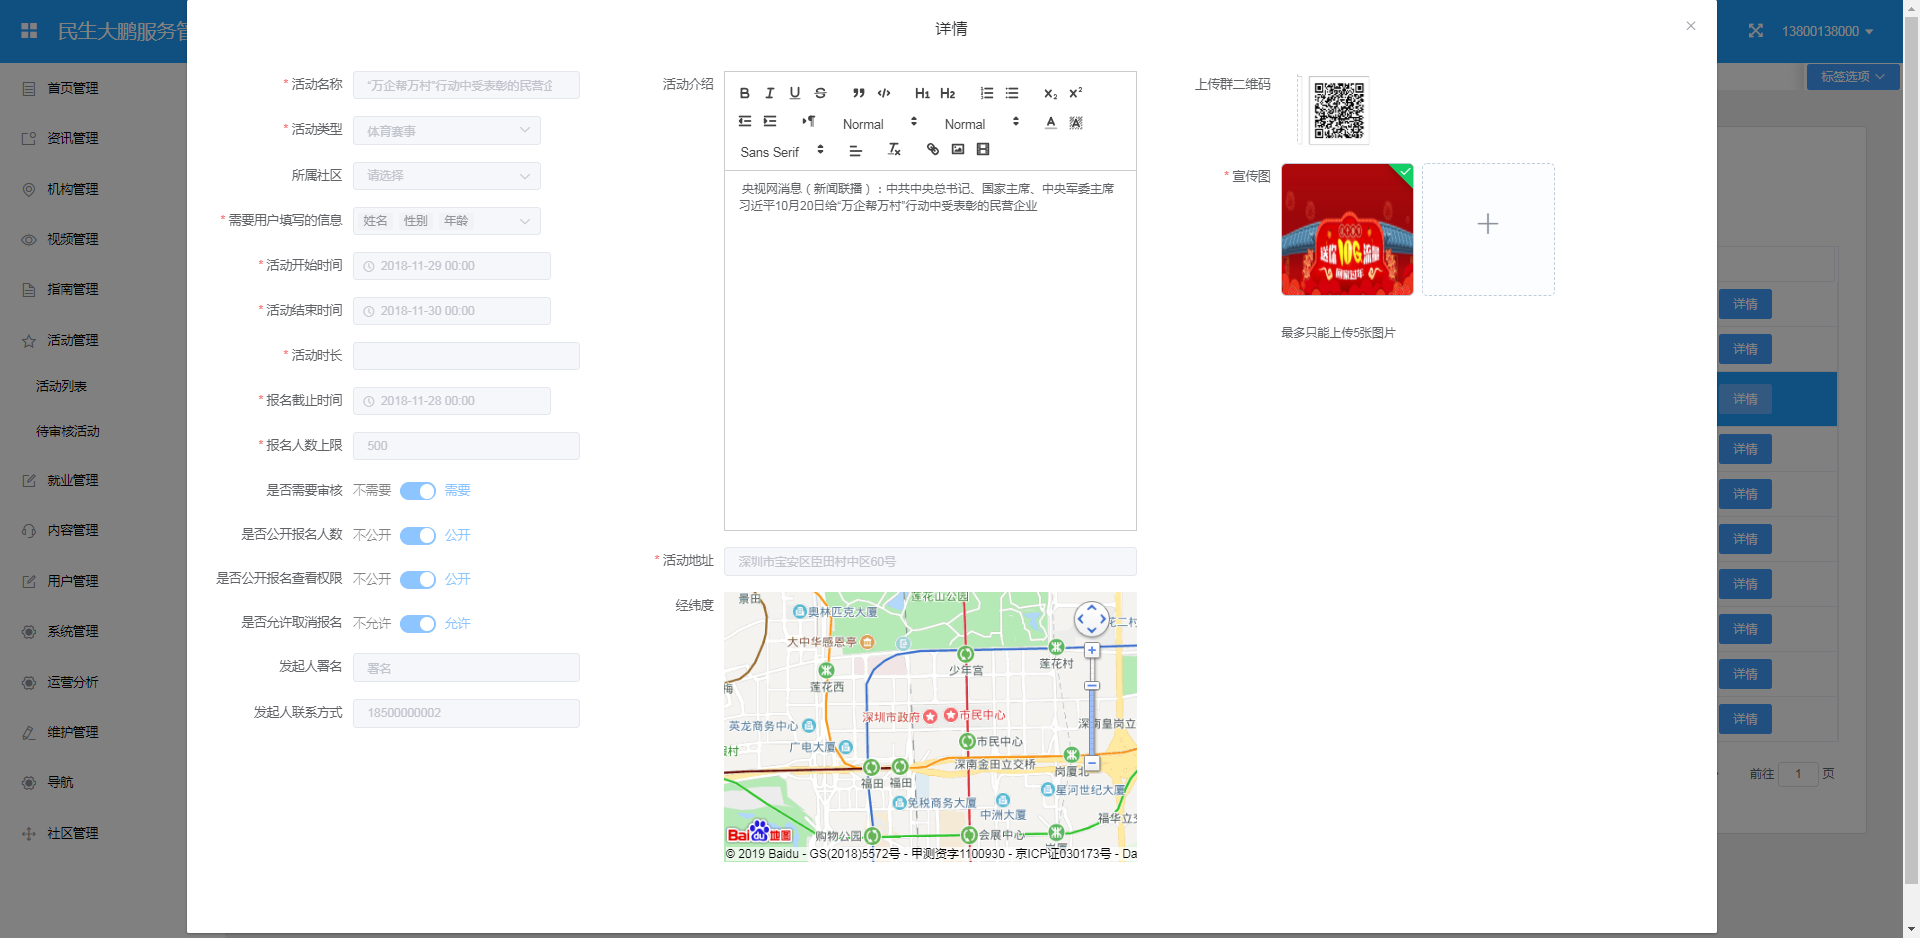 民生大鹏服务管
13800138000
标签选项
首页管理
资讯管理
机构管理
视频管理
指南管理
活动管理
活动列表
待审核活动
就业管理
内容管理
用户管理
系统管理
运营分析
维护管理
导航
社区管理
详情
* 活动名称 “万企帮万村”行动中受表彰的民营企
* 活动类型 体育赛事
所属社区 请选择
* 需要用户填写的信息 姓名 性别 年龄
* 活动开始时间 2018-11-29 00:00
* 活动结束时间 2018-11-30 00:00
* 活动时长
* 报名截止时间 2018-11-28 00:00
* 报名人数上限 500
是否需要审核 不需要 需要
是否公开报名人数 不公开 公开
是否公开报名查看权限 不公开 公开
是否允许取消报名 不允许 允许
发起人署名 署名
发起人联系方式 18500000002
活动介绍
B I U S H1 H2 X2 X2
Normal Normal A
Sans Serif
央视网消息（新闻联播）：中共中央总书记、国家主席、中央军委主席
习近平10月20日给“万企帮万村”行动中受表彰的民营企业
* 活动地址 深圳市宝安区臣田村中区60号
经纬度
景田
莲花山公园
奥林匹克大厦
花二村
大中华感恩亭
少年宫
莲花村
莲花西
深圳市政府
市民中心
英龙商务中心
深南皇岗立
广电大厦
市民中心
深南金田立交桥
岗厦北
福田
福田
星河世纪大厦
免税商务大厦
中洲大厦
福华立交
购物公园
会展中心
Bai du 地图
© 2019 Baidu - GS(2018)5572号 - 甲测资字1100930 - 京ICP证030173号 - Da
上传群二维码
* 宣传图
送你10G流量
最多只能上传5张图片
详情
详情
详情
详情
详情
详情
详情
详情
详情
详情
前往 1 页